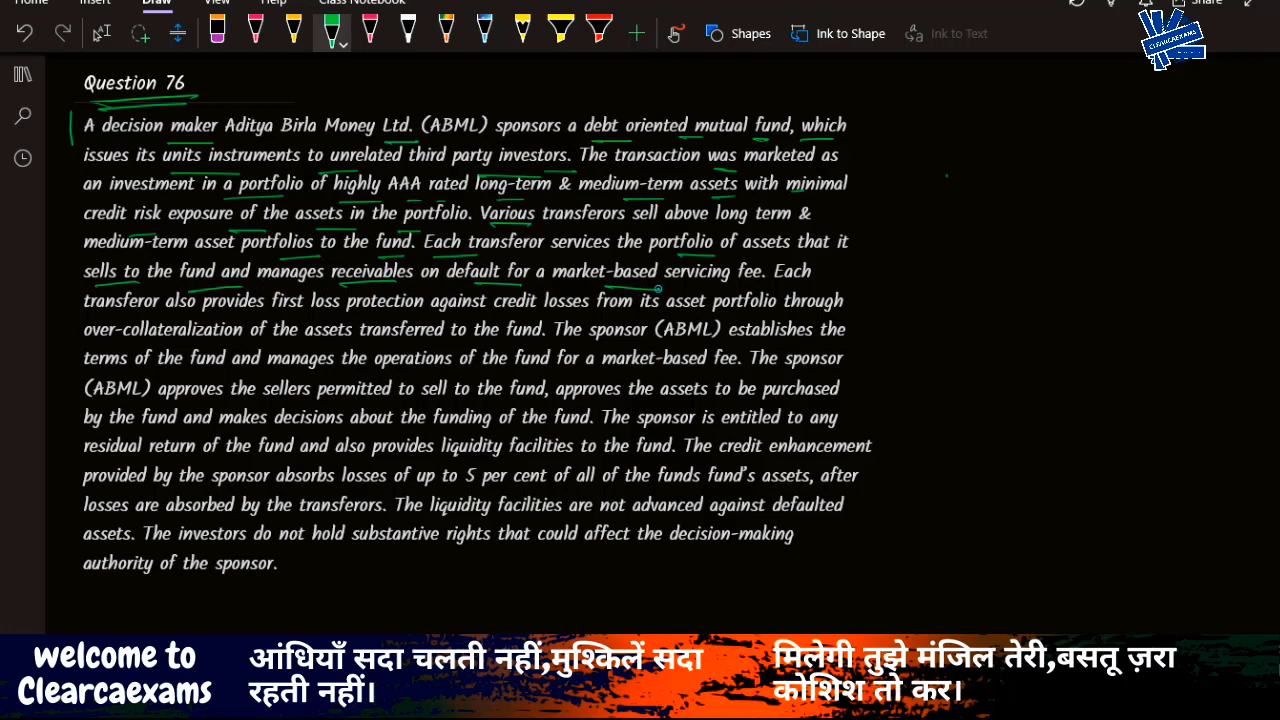 Home Insert Draw View Help Class Notebook Share
Shapes Ink to Shape Ink to Text
CLEARCAEXAMS
Question 76
A decision maker Aditya Birla Money Ltd. (ABML) sponsors a debt oriented mutual fund, which
issues its units instruments to unrelated third party investors. The transaction was marketed as
an investment in a portfolio of highly AAA rated long-term & medium-term assets with minimal
credit risk exposure of the assets in the portfolio. Various transferors sell above long term &
medium-term asset portfolios to the fund. Each transferor services the portfolio of assets that it
sells to the fund and manages receivables on default for a market-based servicing fee. Each
transferor also provides first loss protection against credit losses from its asset portfolio through
over-collateralization of the assets transferred to the fund. The sponsor (ABML) establishes the
terms of the fund and manages the operations of the fund for a market-based fee. The sponsor
(ABML) approves the sellers permitted to sell to the fund, approves the assets to be purchased
by the fund and makes decisions about the funding of the fund. The sponsor is entitled to any
residual return of the fund and also provides liquidity facilities to the fund. The credit enhancement
provided by the sponsor absorbs losses of up to 5 per cent of all of the funds fund's assets, after
losses are absorbed by the transferors. The liquidity facilities are not advanced against defaulted
assets. The investors do not hold substantive rights that could affect the decision-making
authority of the sponsor.
welcome to
Clearcaexams
आंधियाँ सदा चलती नहीं,मुश्किलें सदा
रहती नहीं।
मिलेगी तुझे मंजिल तेरी,बसतू ज़रा
कोशिश तो कर।